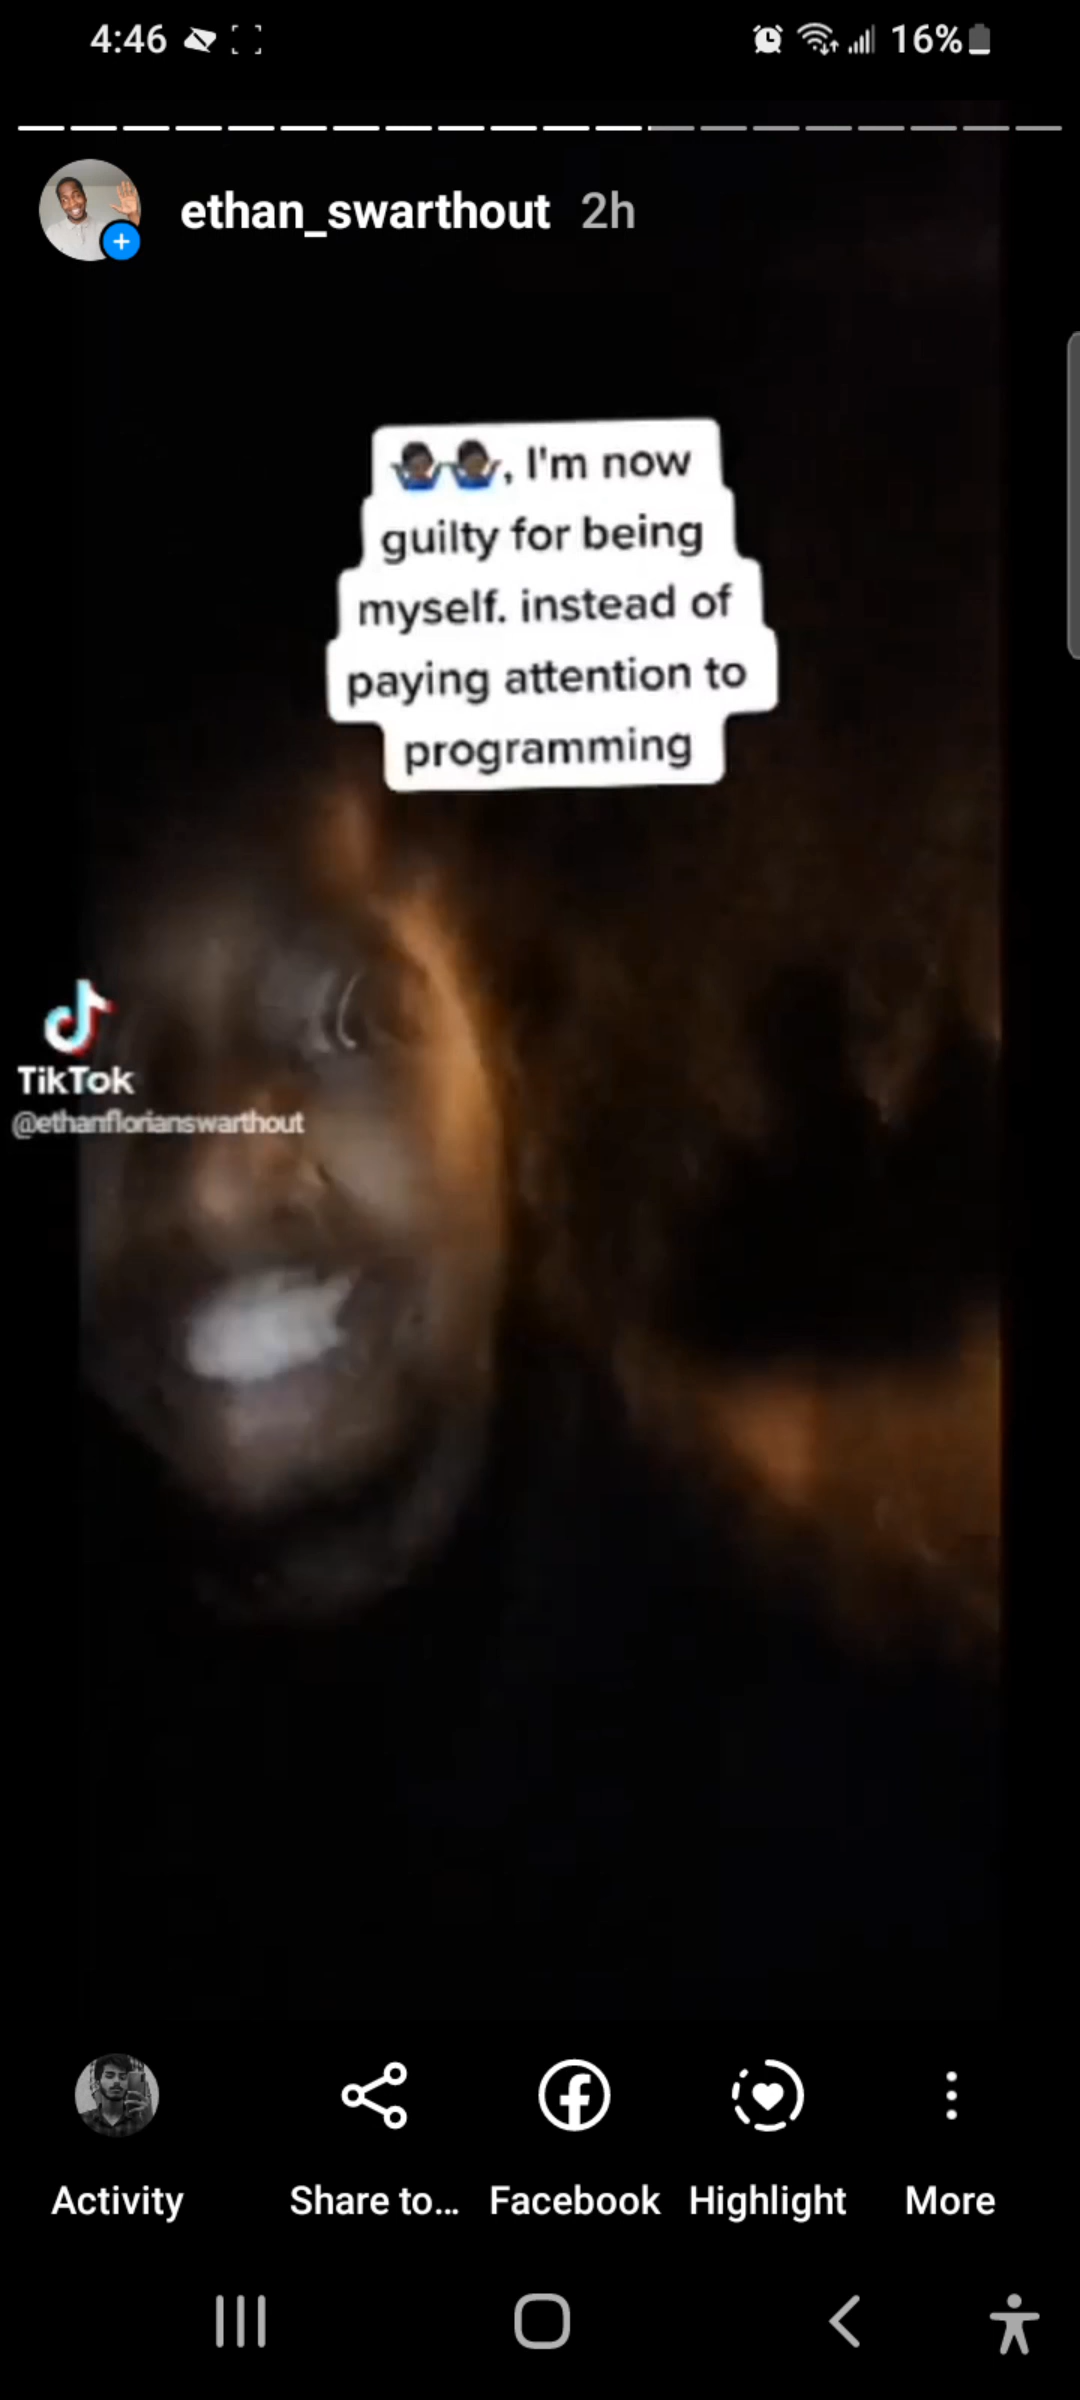 4:46 16%
ethan_swarthout 2h
🤷🏿‍♂️🤷🏿‍♂️, I'm now
guilty for being
myself. instead of
paying attention to
programming
TikTok
@ethanflorianswarthout
Activity Share to... Facebook Highlight More